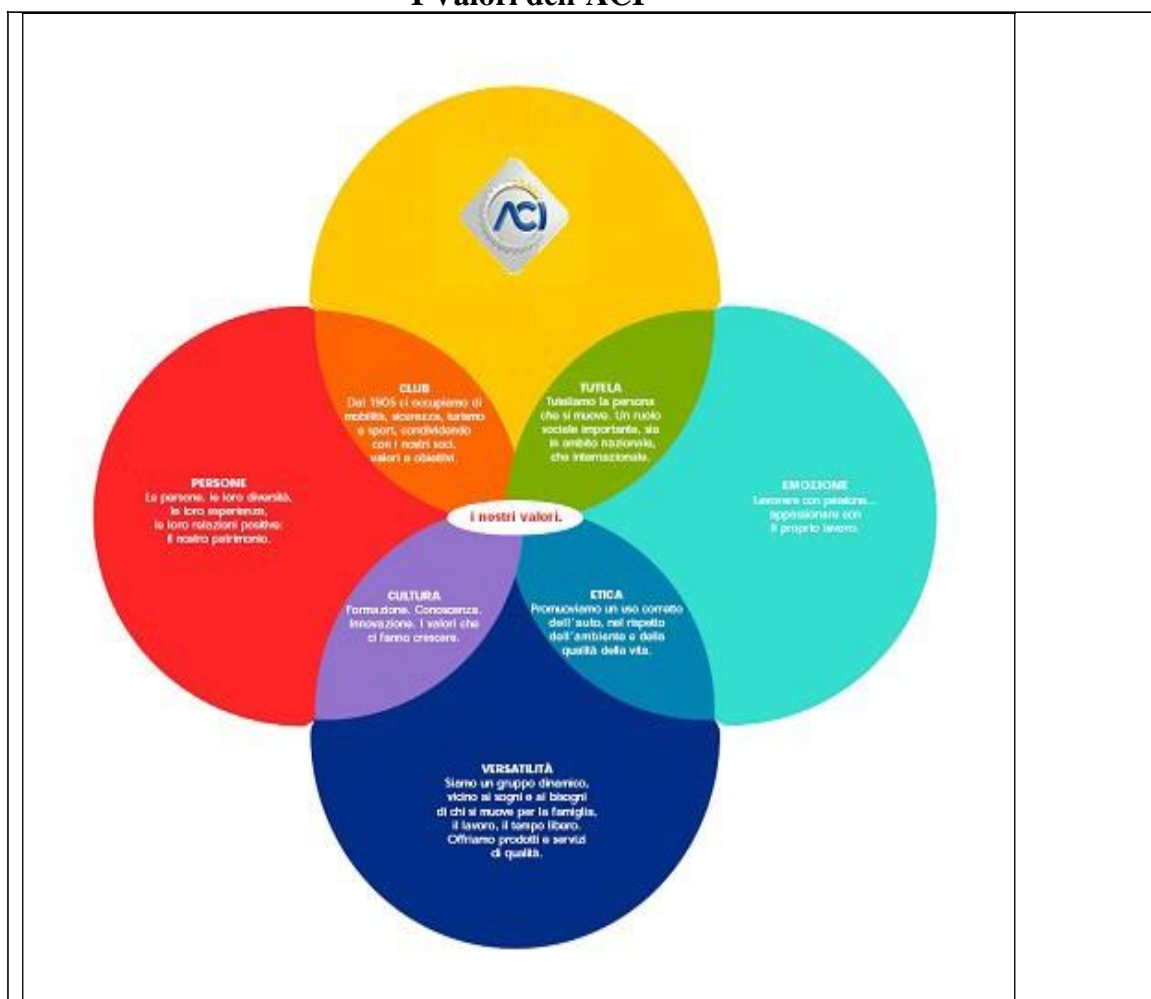 I Valori dell'ACI
ACI
CLUB
Dal 1905 ci occupiamo di
mobilità, sicurezza, turismo
e sport, condividendo
con i nostri soci,
valori e obiettivi.
TUTELA
Tuteliamo la persona
che si muove. Un ruolo
sociale importante, sia
in ambito nazionale,
che internazionale.
PERSONE
Le persone, le loro diversità,
le loro esperienze,
le loro relazioni positive:
il nostro patrimonio.
EMOZIONE
Lavorare con passione...
appassionare con
il proprio lavoro.
i nostri valori.
CULTURA
Formazione. Conoscenza.
Innovazione. I valori che
ci fanno crescere.
ETICA
Promuoviamo un uso corretto
dell'auto, nel rispetto
dell'ambiente e della
qualità della vita.
VERSATILITÀ
Siamo un gruppo dinamico,
vicino ai sogni e ai bisogni
di chi si muove per la famiglia,
il lavoro, il tempo libero.
Offriamo prodotti e servizi
di qualità.